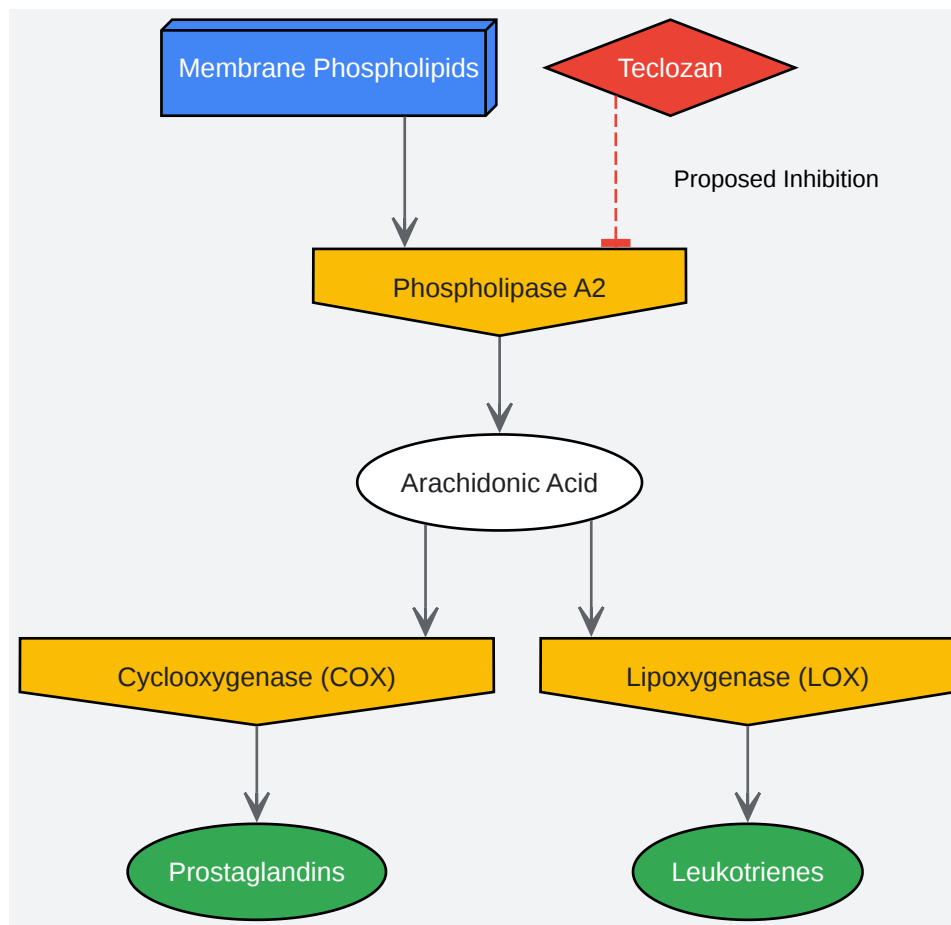 Membrane Phospholipids
Teclozan
Proposed Inhibition
Phospholipase A2
Arachidonic Acid
Cyclooxygenase (COX)
Lipoxygenase (LOX)
Prostaglandins
Leukotrienes